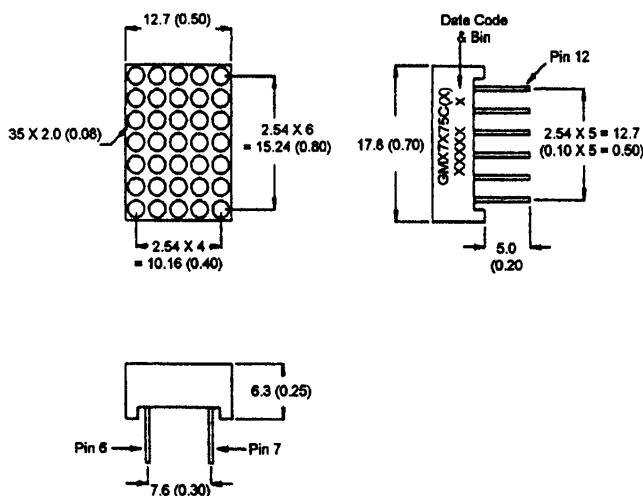 12.7 (0.50)
35 X 2.0 (0.08)
2.54 X 6
= 15.24 (0.60)
2.54 X 4
= 10.16 (0.40)
Date Code
& Bin
Pin 12
17.8 (0.70)
GMX7X75C(X)
XXXXX X
2.54 X 5 = 12.7
(0.10 X 5 = 0.50)
5.0
(0.20
6.3 (0.25)
Pin 6
Pin 7
7.6 (0.30)